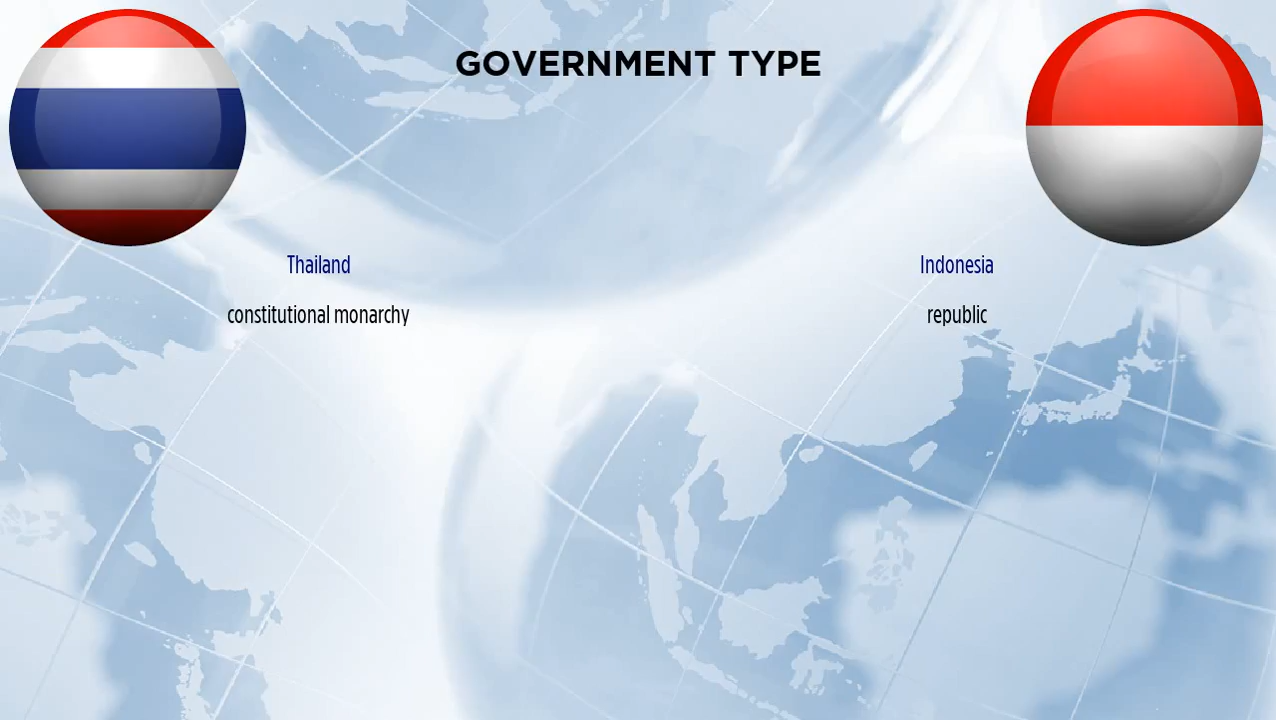 GOVERNMENT TYPE
Thailand
Indonesia
constitutional monarchy
republic